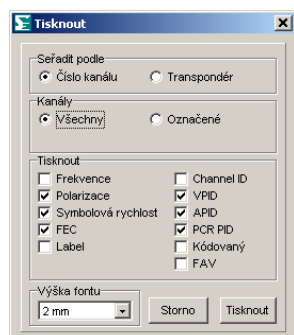 Tisknout
Seřadit podle
Číslo kanálu Transpondér
Kanály
Všechny Označené
Tisknout
Frekvence Channel ID
Polarizace VPID
Symbolová rychlost APID
FEC PCR PID
Label Kódovaný
FAV
Výška fontu
2 mm Storno Tisknout